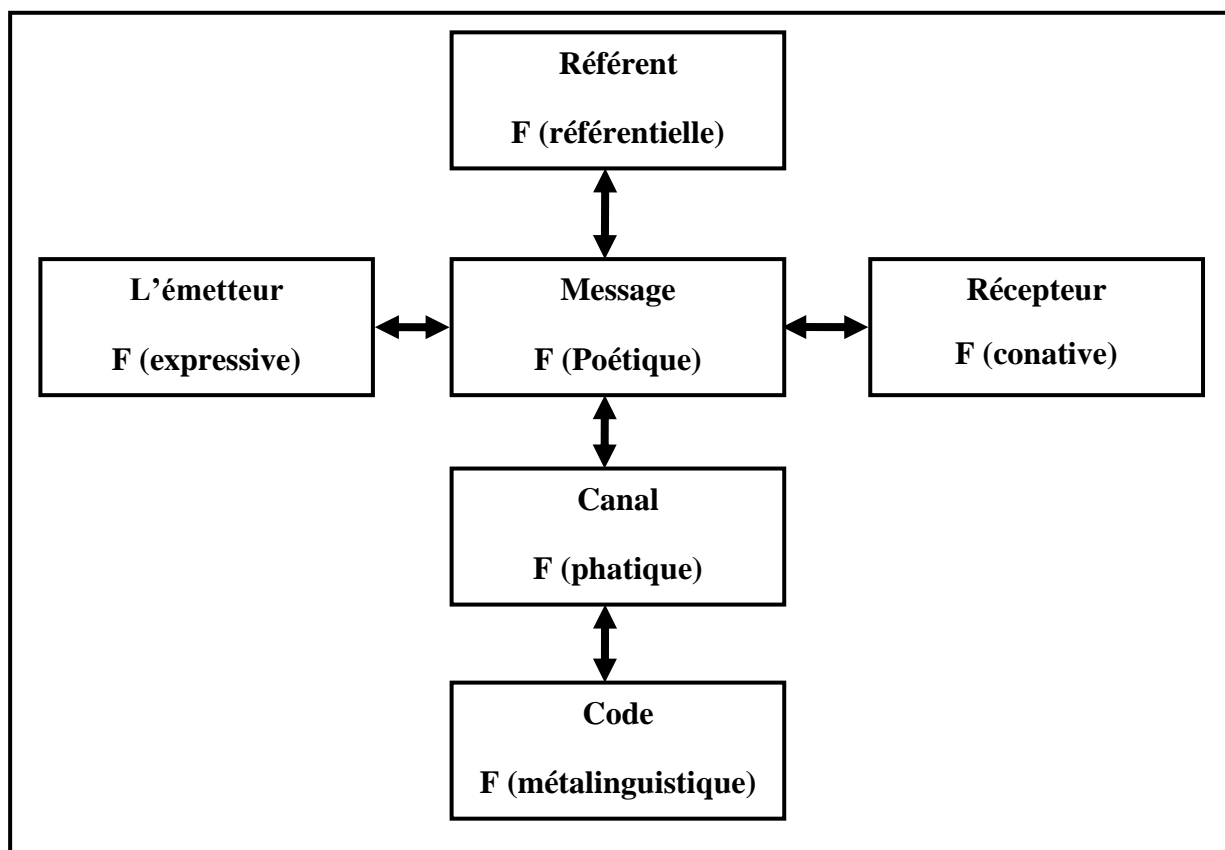 Référent
F (référentielle)
L’émetteur
F (expressive)
Message
F (Poétique)
Récepteur
F (conative)
Canal
F (phatique)
Code
F (métalinguistique)